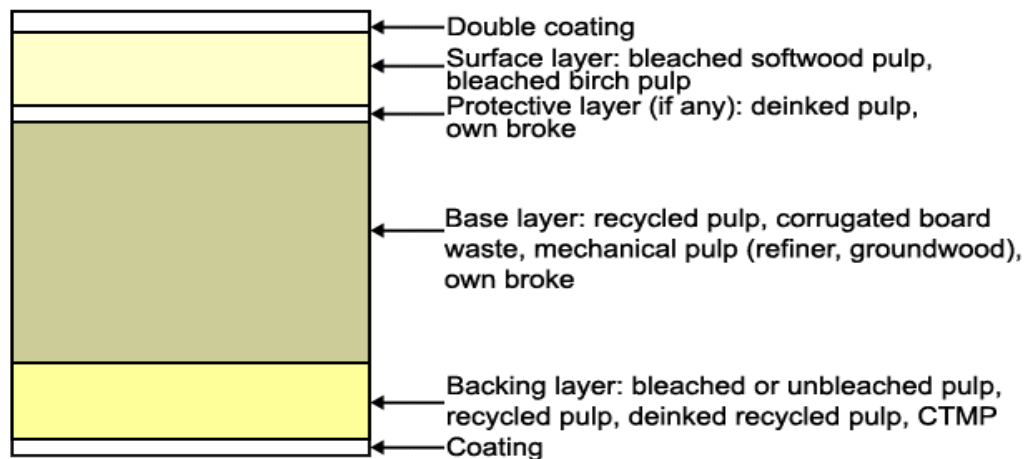 Double coating
Surface layer: bleached softwood pulp,
bleached birch pulp
Protective layer (if any): deinked pulp,
own broke
Base layer: recycled pulp, corrugated board
waste, mechanical pulp (refiner, groundwood),
own broke
Backing layer: bleached or unbleached pulp,
recycled pulp, deinked recycled pulp, CTMP
Coating